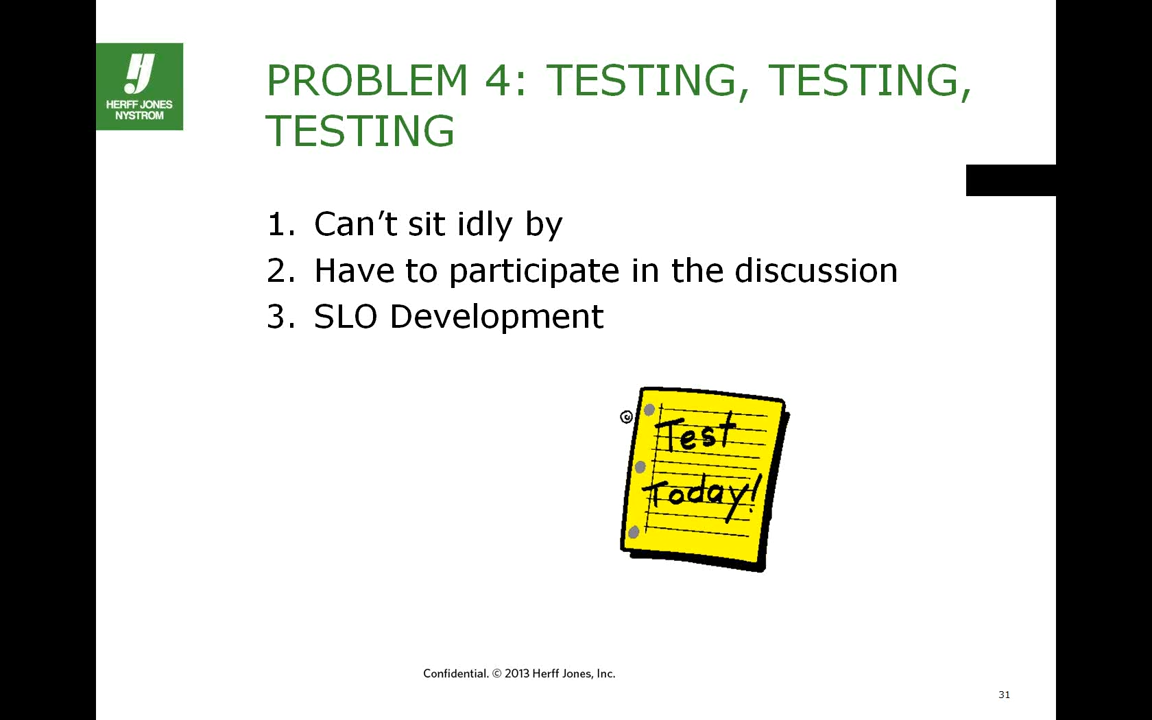 HERFF JONES
NYSTROM
PROBLEM 4: TESTING, TESTING,
TESTING
1. Can’t sit idly by
2. Have to participate in the discussion
3. SLO Development
Test
Today!
Confidential. © 2013 Herff Jones, Inc.
31